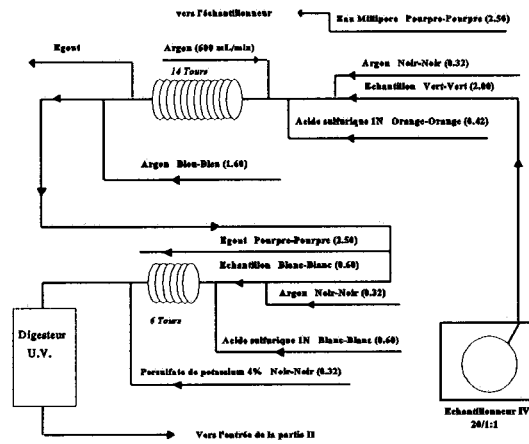 vers l'échantillonneur
Eau Millipore Pourpre-Pourpre (2.50)
Egout
Argon (600 mL/min)
14 Tours
Argon Noir-Noir (0.32)
Echantillon Vert-Vert (2.00)
Acide sulfurique 1N Orange-Orange (0.42)
Argon Bleu-Bleu (1.60)
Egout Pourpre-Pourpre (2.50)
Echantillon Blanc-Blanc (0.60)
Argon Noir-Noir (0.32)
6 Tours
Acide sulfurique 1N Blanc-Blanc (0.60)
Digesteur
U.V.
Persulfate de potassium 4% Noir-Noir (0.32)
Echantillonneur IV
20/1:1
Vers l'entrée de la partie II